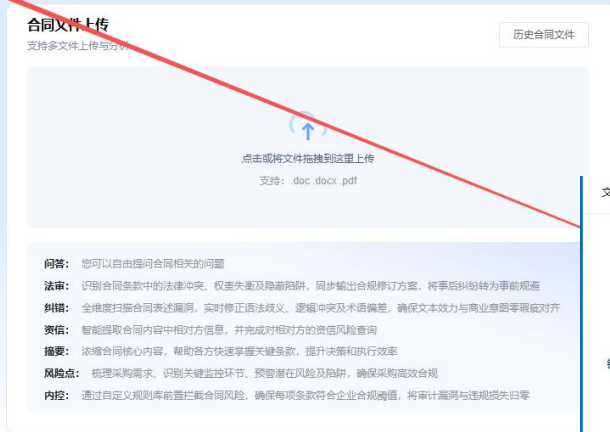 合同文件上传
支持多文件上传与分析
历史合同文件
点击或将文件拖拽到这里上传
支持: .doc .docx .pdf
文
问答： 您可以自由提问合同相关的问题
法审： 识别合同条款中的法律冲突、权责失衡及隐蔽陷阱，同步输出合规修订方案，将事后纠纷转为事前规避
纠错： 全维度扫描合同表述漏洞，实时修正语法歧义、逻辑冲突及术语偏差，确保文本效力与商业意图零瑕疵对齐
资信： 智能提取合同内容中相对方信息，并完成对相对方的资信风险查询
摘要： 浓缩合同核心内容，帮助各方快速掌握关键条款，提升决策和执行效率
风险点： 梳理采购需求、识别关键监控环节、预警潜在风险及陷阱，确保采购高效合规
内控： 通过自定义规则库前置拦截合同风险，确保每项条款符合企业合规阈值，将审计漏洞与违规损失归零